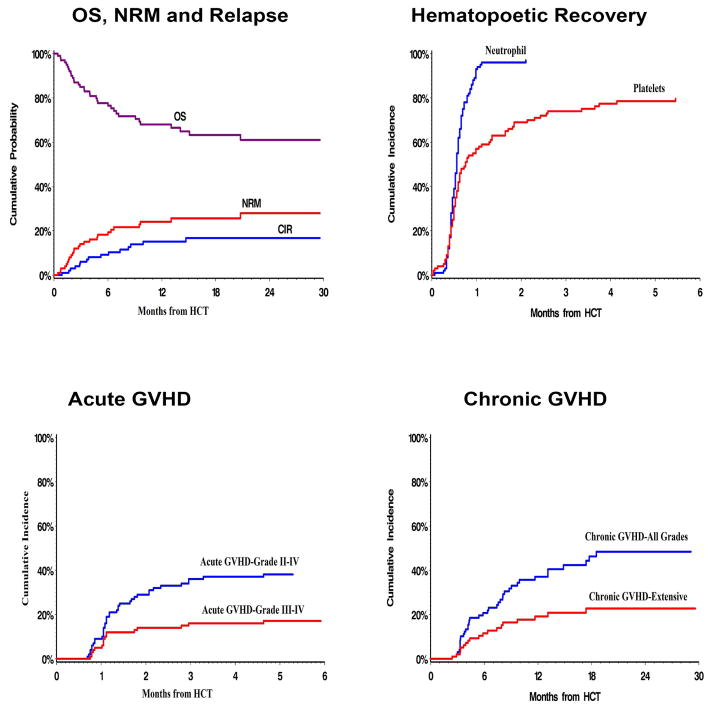 OS, NRM and Relapse
Cumulative Probability
100%
80%
60%
40%
20%
0%
OS
NRM
CIR
0 6 12 18 24 30
Months from HCT
Hematopoetic Recovery
Cumulative Incidence
100%
80%
60%
40%
20%
0%
Neutrophil
Platelets
0 1 2 3 4 5 6
Months from HCT
Acute GVHD
Cumulative Incidence
100%
80%
60%
40%
20%
0%
Acute GVHD-Grade II-IV
Acute GVHD-Grade III-IV
0 1 2 3 4 5 6
Months from HCT
Chronic GVHD
Cumulative Incidence
100%
80%
60%
40%
20%
0%
Chronic GVHD-All Grades
Chronic GVHD-Extensive
0 6 12 18 24 30
Months from HCT